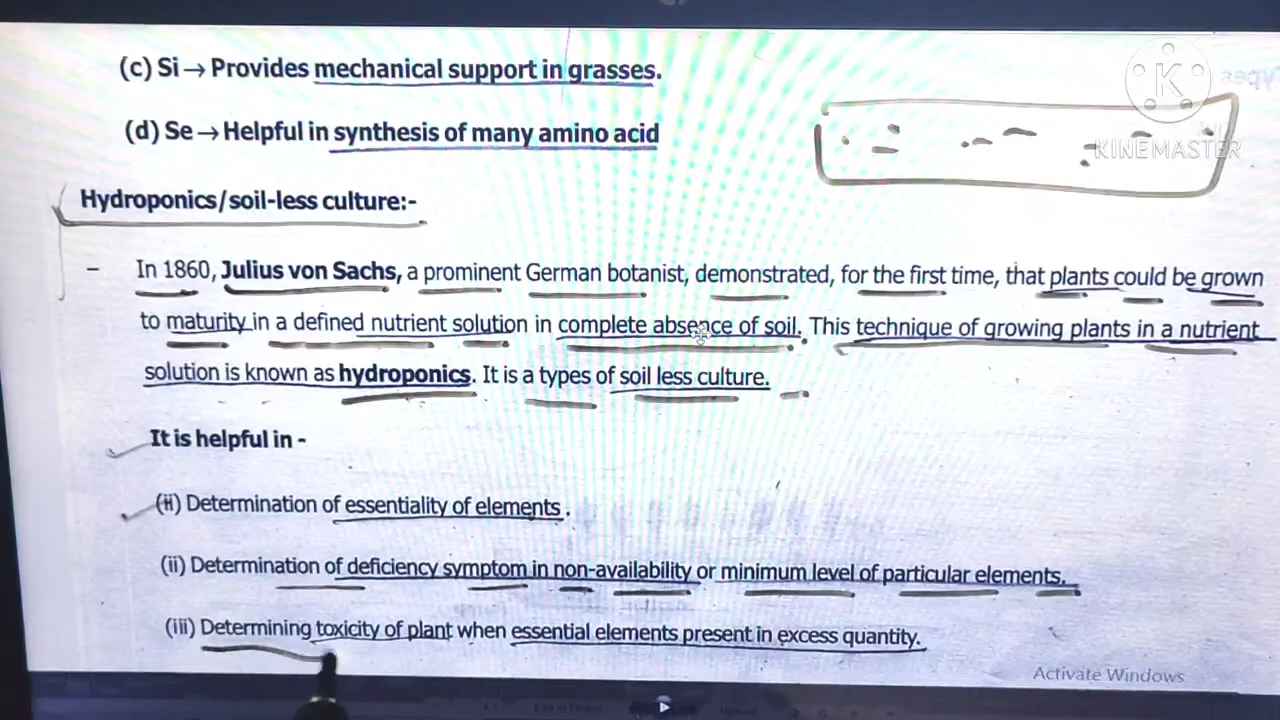 (c) Si → Provides mechanical support in grasses.
(d) Se → Helpful in synthesis of many amino acid
KINEMASTER
Hydroponics/soil-less culture:-
– In 1860, Julius von Sachs, a prominent German botanist, demonstrated, for the first time, that plants could be grown
to maturity in a defined nutrient solution in complete absence of soil. This technique of growing plants in a nutrient
solution is known as hydroponics. It is a types of soil less culture.
It is helpful in -
(ii) Determination of essentiality of elements.
(ii) Determination of deficiency symptom in non-availability or minimum level of particular elements.
(iii) Determining toxicity of plant when essential elements present in excess quantity.
Activate Windows